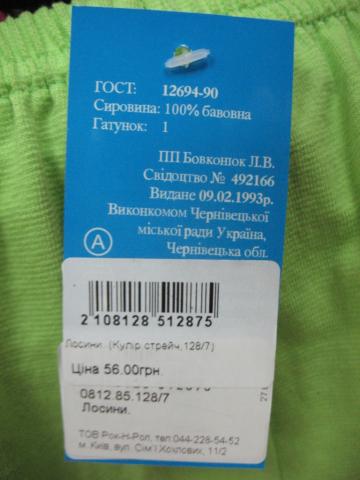 ГОСТ: 12694-90
Сировина: 100% бавовна
Гатунок: 1
ПП Бовконюк Л.В.
Свідоцтво № 492166
Видане 09.02.1993р.
Виконкомом Чернівецької
міської ради Україна,
Чернівецька обл.
А
2 108128 512875
Лосини. (Кулір.стрейч,128/7)
Ціна 56.00грн.
0812.85.128/7
Лосини.
ТОВ Рок-Н-Рол, тел.044-228-54-52
м. Київ, вул. Сім'ї Хохлових, 11/2